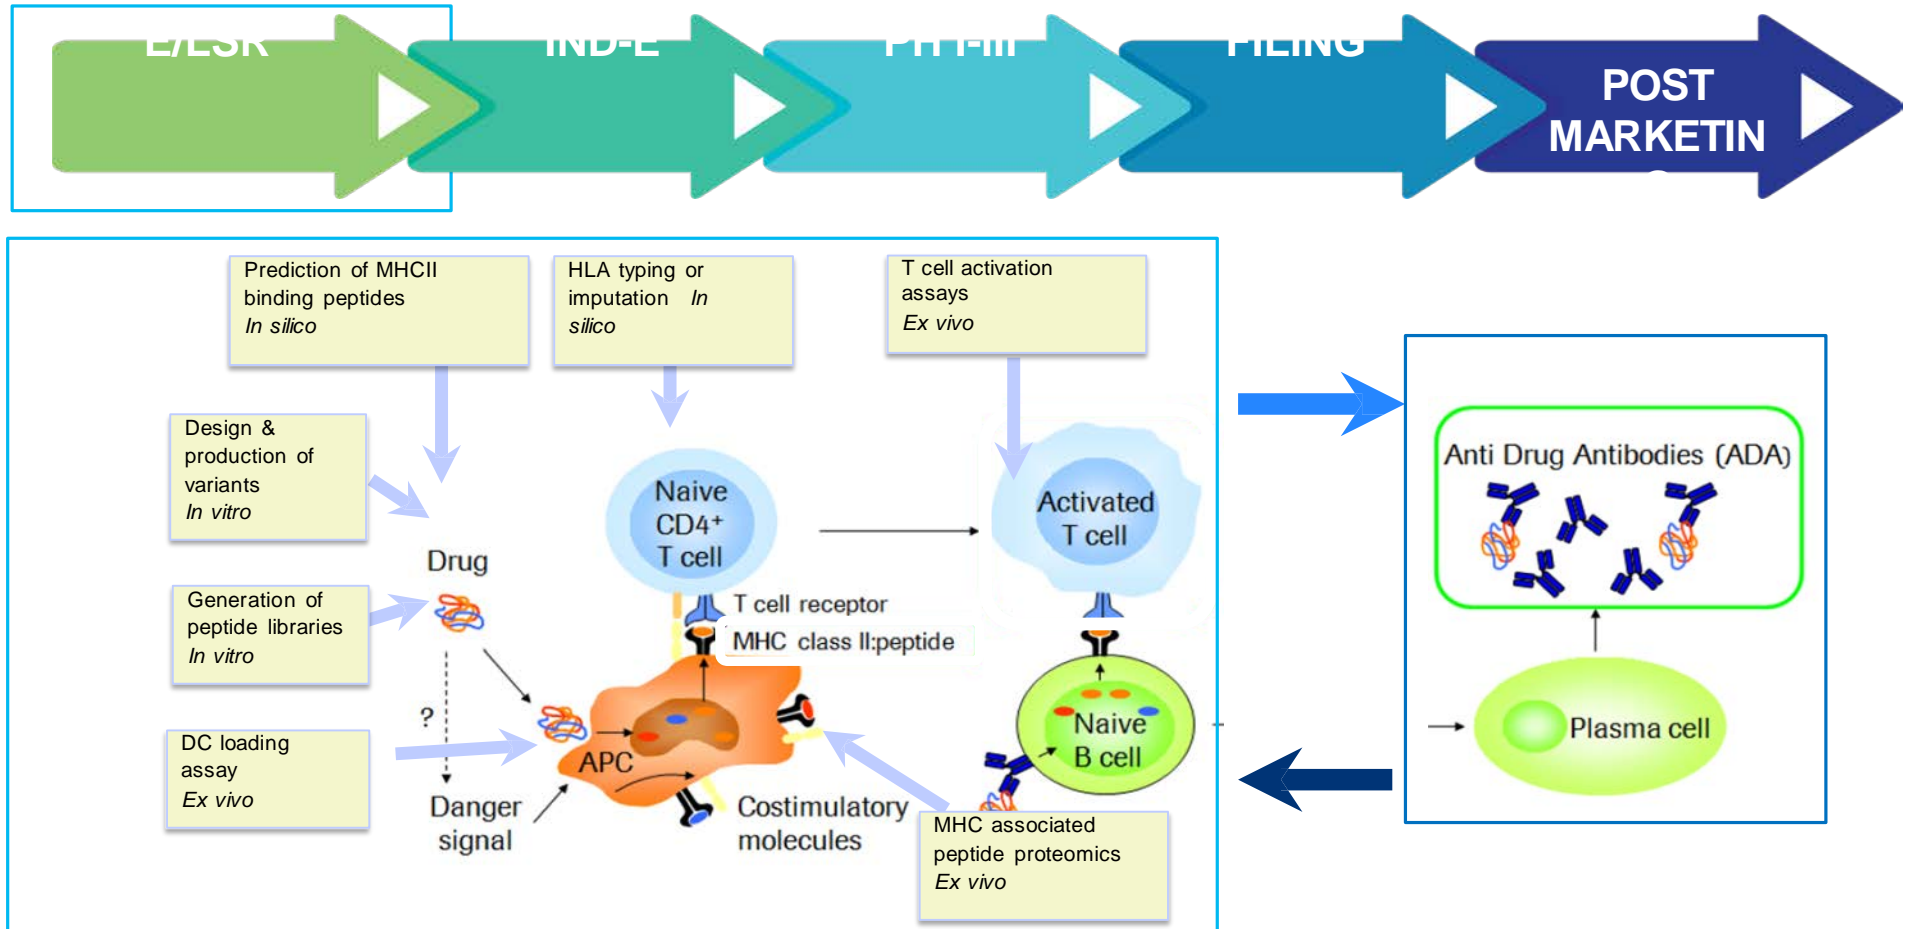 E/LSR
IND-E
PH I-III
FILING
POST
MARKETIN
Prediction of MHCII
binding peptides
In silico
HLA typing or
imputation In
silico
T cell activation
assays
Ex vivo
Design &
production of
variants
In vitro
Generation of
peptide libraries
In vitro
DC loading
assay
Ex vivo
Drug
?
Danger
signal
Naive
CD4+
T cell
T cell receptor
MHC class II:peptide
APC
Costimulatory
molecules
Activated
T cell
Naive
B cell
MHC associated
peptide proteomics
Ex vivo
Anti Drug Antibodies (ADA)
Plasma cell